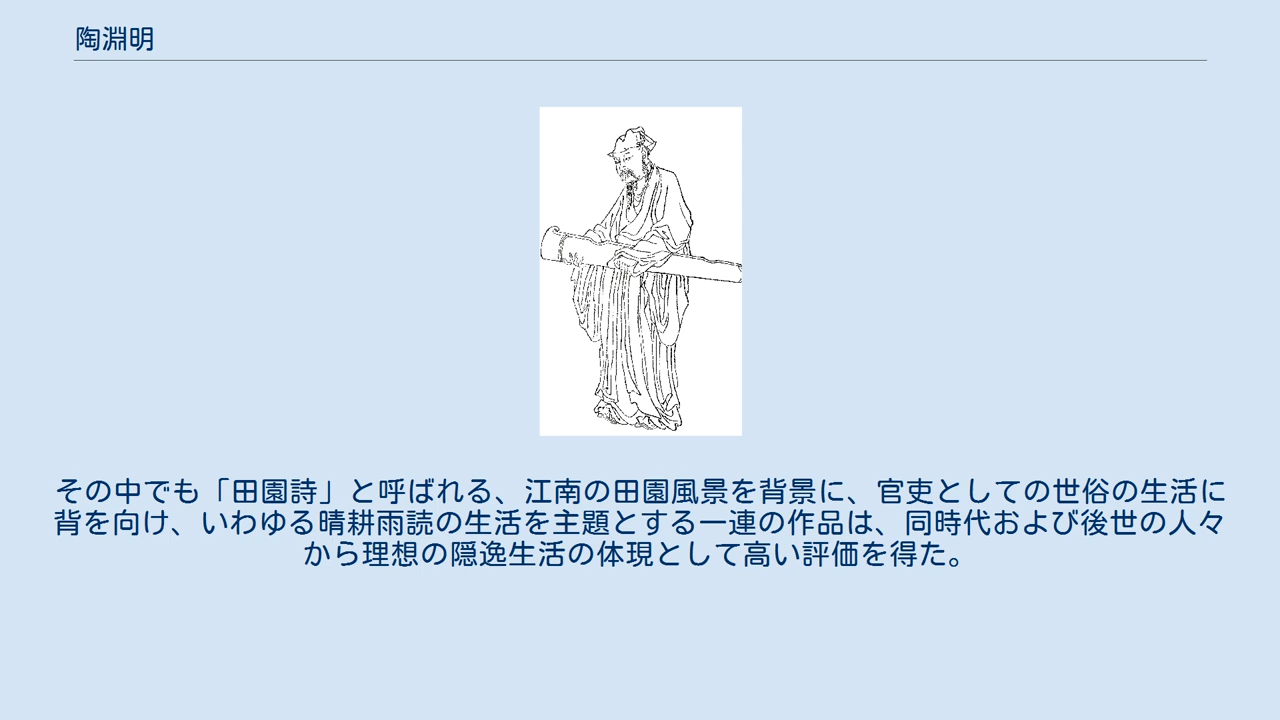 陶淵明
その中でも「田園詩」と呼ばれる、江南の田園風景を背景に、官吏としての世俗の生活に
背を向け、いわゆる晴耕雨読の生活を主題とする一連の作品は、同時代および後世の人々
から理想の隠逸生活の体現として高い評価を得た。